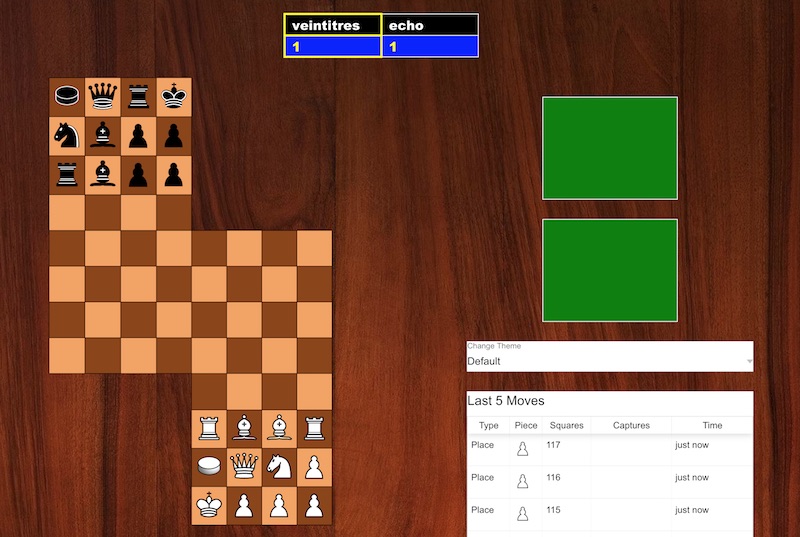 veintitres echo
1 1
Change Theme
Default
Last 5 Moves
Type Piece Squares Captures Time
Place 117 just now
Place 116 just now
Place 115 just now